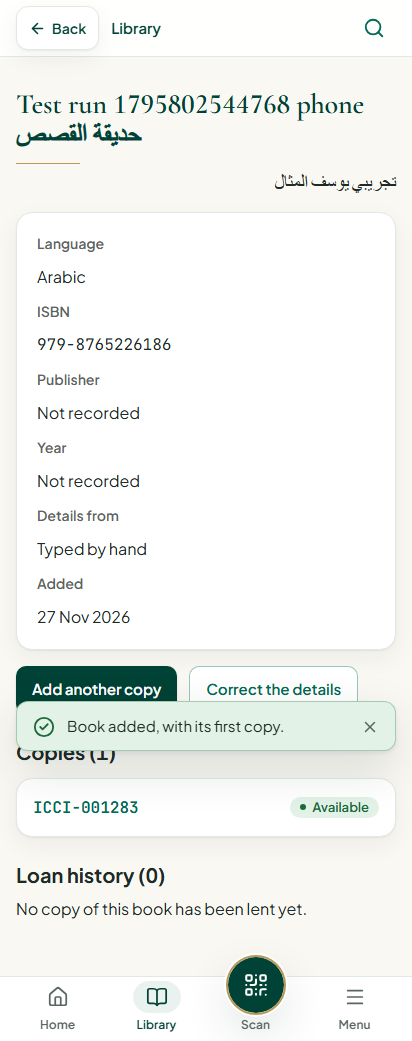 Back
Library
Test run 1795802544768 phone
حديقة القصص
تجريبي يوسف المثال
Language
Arabic
ISBN
979-8765226186
Publisher
Not recorded
Year
Not recorded
Details from
Typed by hand
Added
27 Nov 2026
Add another copy
Correct the details
Book added, with its first copy.
Copies (1)
ICCI-001283
Available
Loan history (0)
No copy of this book has been lent yet.
Home
Library
Scan
Menu